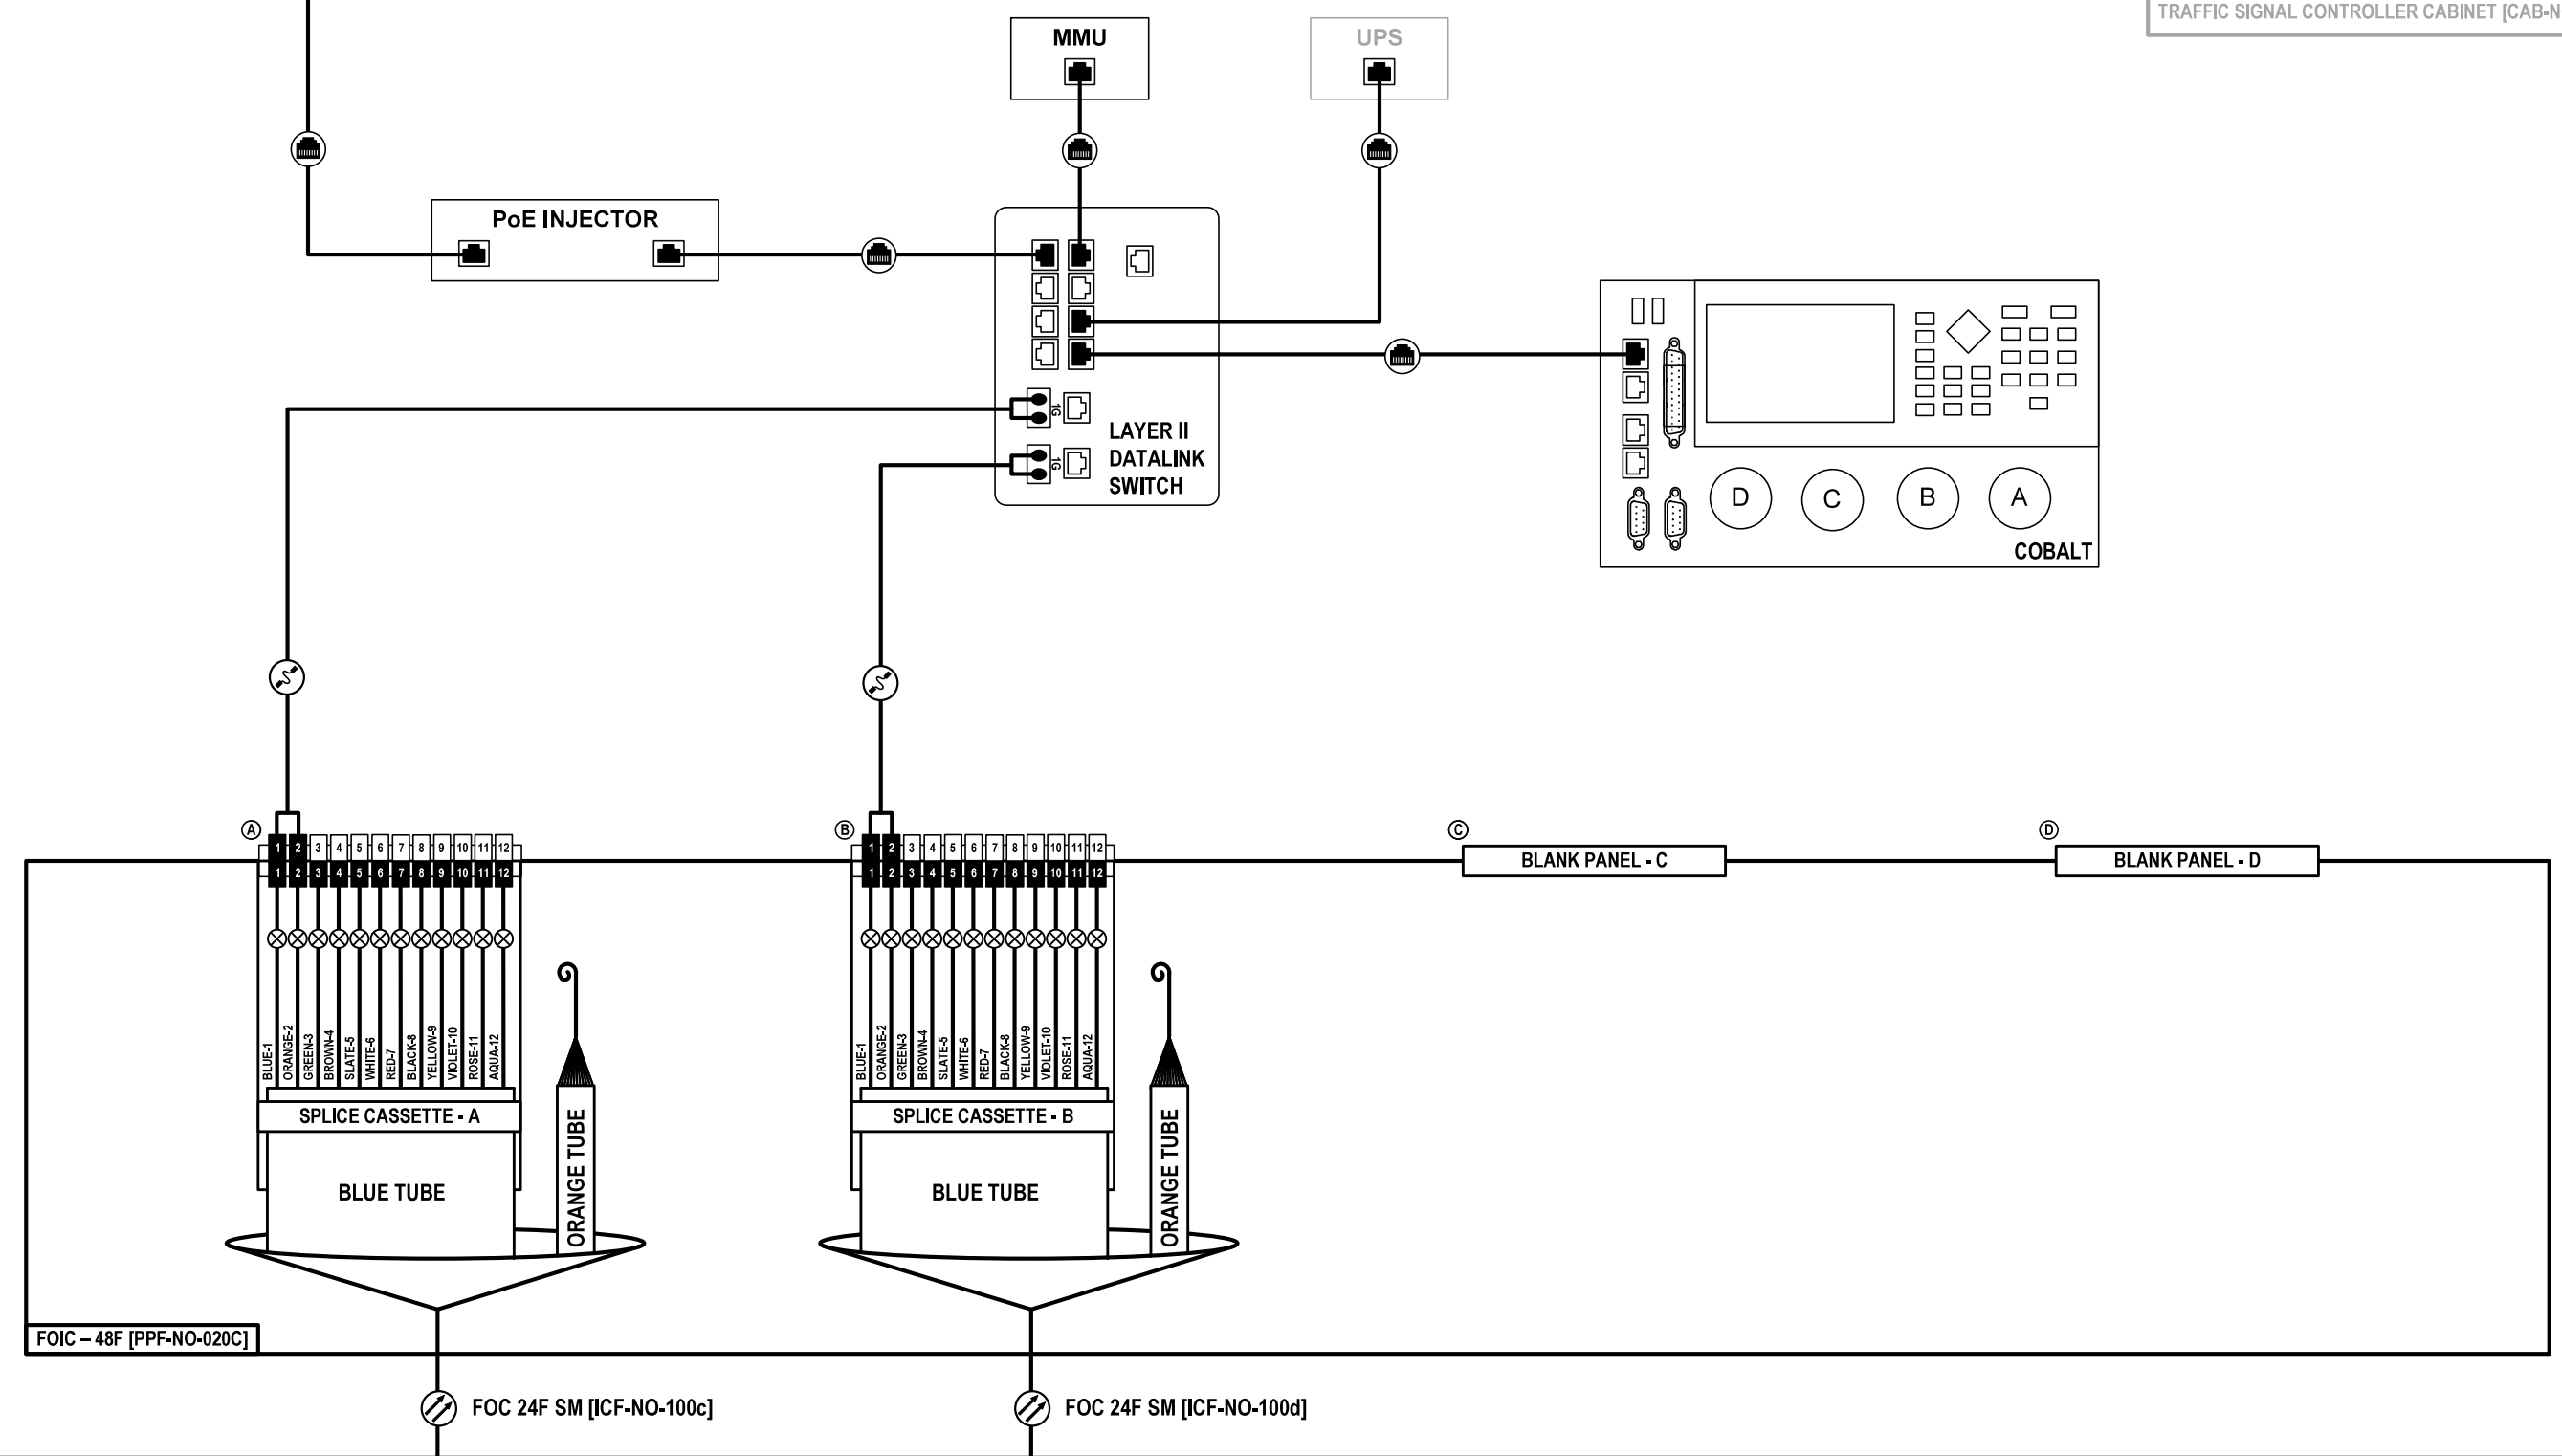 TRAFFIC SIGNAL CONTROLLER CABINET [CAB-N
MMU
UPS
PoE INJECTOR
1G
1G
LAYER II
DATALINK
SWITCH
D C B A
COBALT
A
1 2 3 4 5 6 7 8 9 10 11 12
1 2 3 4 5 6 7 8 9 10 11 12
BLUE-1
ORANGE-2
GREEN-3
BROWN-4
SLATE-5
WHITE-6
RED-7
BLACK-8
YELLOW-9
VIOLET-10
ROSE-11
AQUA-12
SPLICE CASSETTE - A
BLUE TUBE
ORANGE TUBE
B
1 2 3 4 5 6 7 8 9 10 11 12
1 2 3 4 5 6 7 8 9 10 11 12
BLUE-1
ORANGE-2
GREEN-3
BROWN-4
SLATE-5
WHITE-6
RED-7
BLACK-8
YELLOW-9
VIOLET-10
ROSE-11
AQUA-12
SPLICE CASSETTE - B
BLUE TUBE
ORANGE TUBE
C
BLANK PANEL - C
D
BLANK PANEL - D
FOIC – 48F [PPF-NO-020C]
FOC 24F SM [ICF-NO-100c]
FOC 24F SM [ICF-NO-100d]